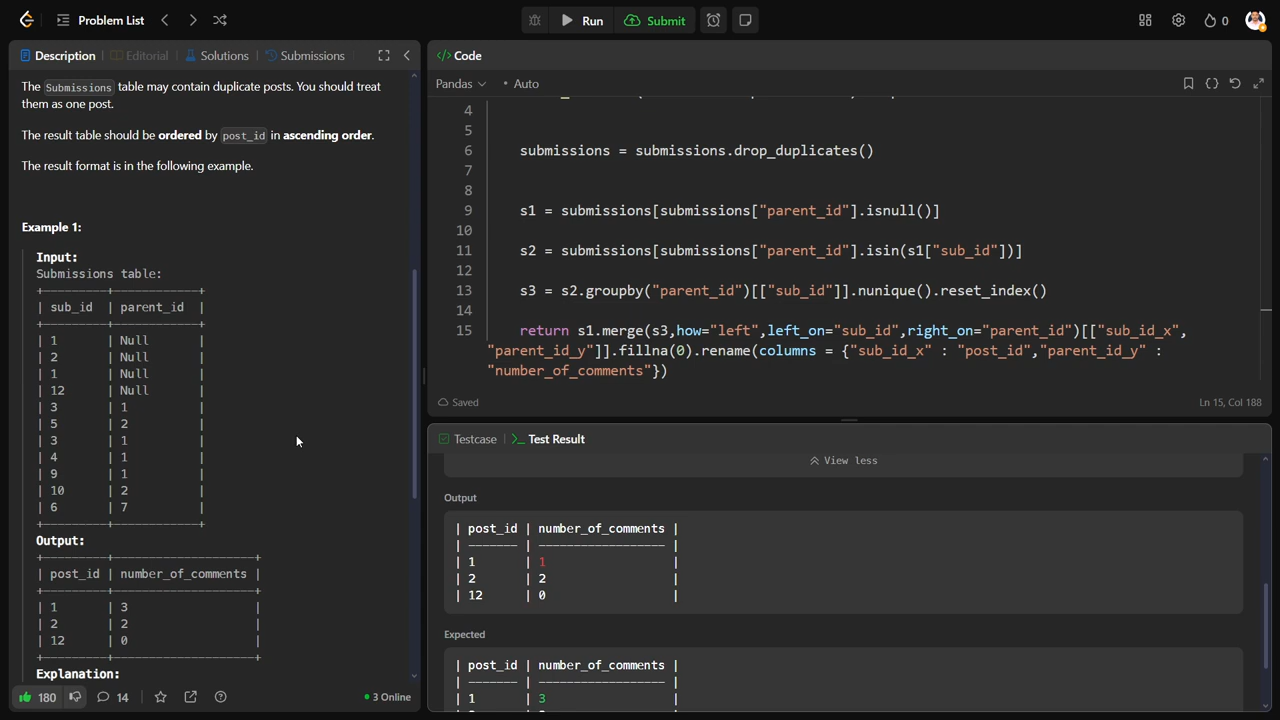 Problem List
Run
Submit
0
Description
Editorial
Solutions
Submissions
The Submissions table may contain duplicate posts. You should treat
them as one post.
The result table should be ordered by post_id in ascending order.
The result format is in the following example.
Example 1:
Input:
Submissions table:
+---------+------------+
| sub_id | parent_id |
+---------+------------+
| 1 | Null |
| 2 | Null |
| 1 | Null |
| 12 | Null |
| 3 | 1 |
| 5 | 2 |
| 3 | 1 |
| 4 | 1 |
| 9 | 1 |
| 10 | 2 |
| 6 | 7 |
+---------+------------+
Output:
+---------+--------------------+
| post_id | number_of_comments |
+---------+--------------------+
| 1 | 3 |
| 2 | 2 |
| 12 | 0 |
+---------+--------------------+
Explanation:
180
14
3 Online
</> Code
Pandas
Auto
4
5
6 submissions = submissions.drop_duplicates()
7
8
9 s1 = submissions[submissions["parent_id"].isnull()]
10
11 s2 = submissions[submissions["parent_id"].isin(s1["sub_id"])]
12
13 s3 = s2.groupby("parent_id")[["sub_id"]].nunique().reset_index()
14
15 return s1.merge(s3,how="left",left_on="sub_id",right_on="parent_id")[["sub_id_x",
"parent_id_y"]].fillna(0).rename(columns = {"sub_id_x" : "post_id","parent_id_y" :
"number_of_comments"})
Saved
Ln 15, Col 188
Testcase
Test Result
View less
Output
| post_id | number_of_comments |
| ------- | ------------------ |
| 1 | 1 |
| 2 | 2 |
| 12 | 0 |
Expected
| post_id | number_of_comments |
| ------- | ------------------ |
| 1 | 3 |